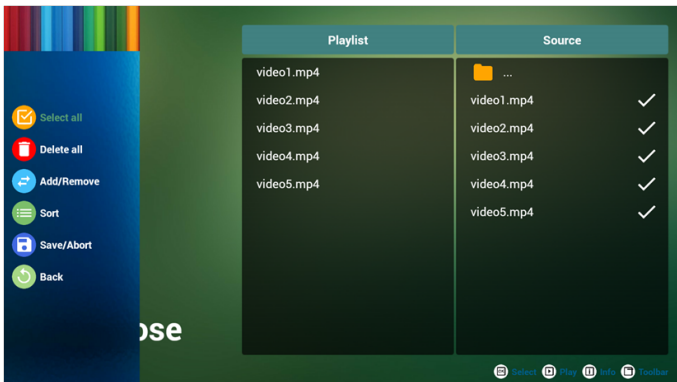 Playlist
Source
video1.mp4
video2.mp4
video3.mp4
video4.mp4
video5.mp4
...
video1.mp4
video2.mp4
video3.mp4
video4.mp4
video5.mp4
Select all
Delete all
Add/Remove
Sort
Save/Abort
Back
Select
Play
Info
Toolbar